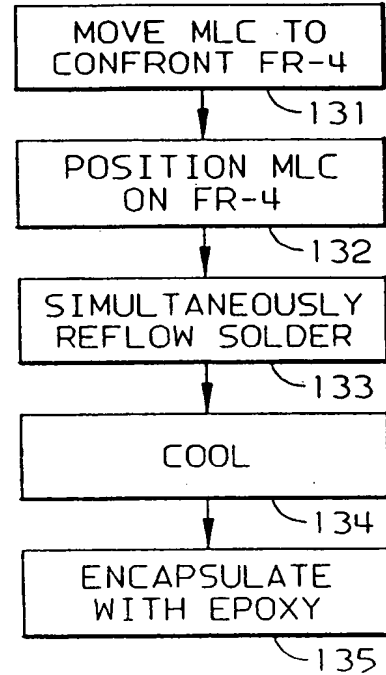 MOVE MLC TO
CONFRONT FR-4
131
POSITION MLC
ON FR-4
132
SIMULTANEOUSLY
REFLOW SOLDER
133
COOL
134
ENCAPSULATE
WITH EPOXY
135